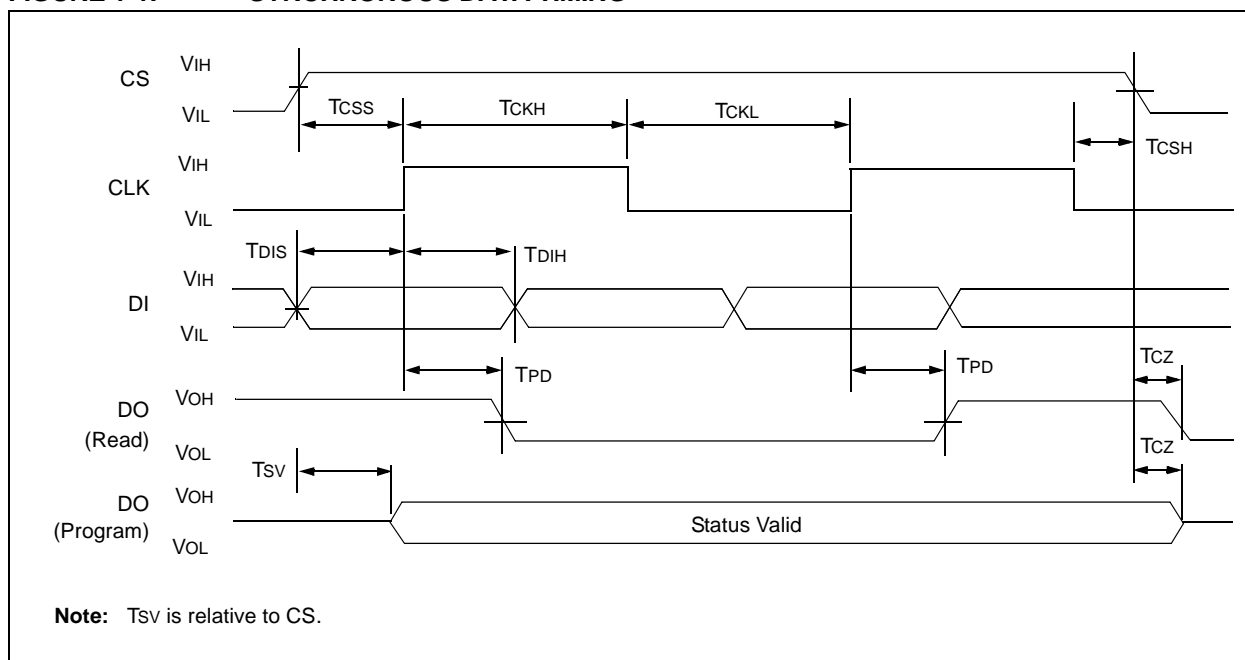 CS
VIH
VIL
TCSS
TCKH
TCKL
TCSH
CLK
VIH
VIL
TDIS
TDIH
DI
VIH
VIL
TPD
TPD
TCZ
DO
(Read)
VOH
VOL
TSV
TCZ
DO
(Program)
VOH
VOL
Status Valid
Note: TSV is relative to CS.